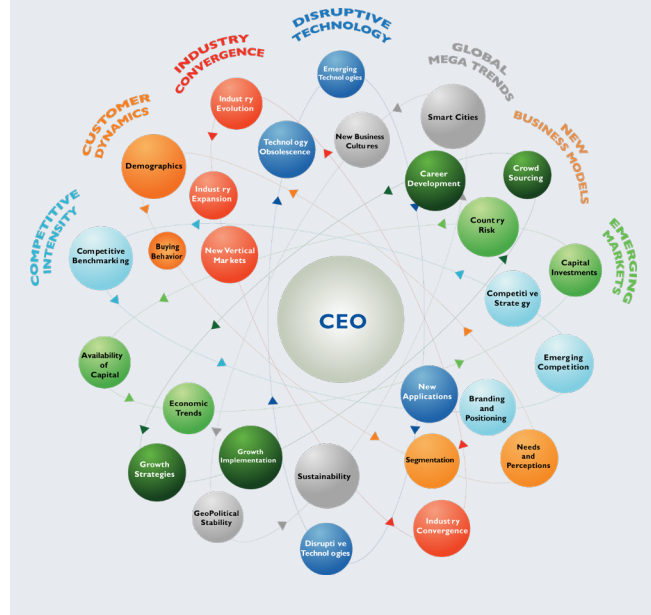 DISRUPTIVE
TECHNOLOGY
INDUSTRY
CONVERGENCE
GLOBAL
MEGA TRENDS
CUSTOMER
DYNAMICS
NEW
BUSINESS MODELS
COMPETITIVE
INTENSITY
EMERGING
MARKETS
Emerging
Technologies
Industry
Evolution
Smart Cities
Technology
Obsolescence
New Business
Cultures
Demographics
Career
Development
Crowd
Sourcing
Industry
Expansion
Country
Risk
Competitive
Benchmarking
Buying
Behavior
New Vertical
Markets
Capital
Investments
Competitive
Strategy
CEO
Availability
of
Capital
Emerging
Competition
New
Applications
Economic
Trends
Branding
and
Positioning
Growth
Strategies
Growth
Implementation
Sustainability
Segmentation
Needs
and
Perceptions
GeoPolitical
Stability
Industry
Convergence
Disruptive
Technologies